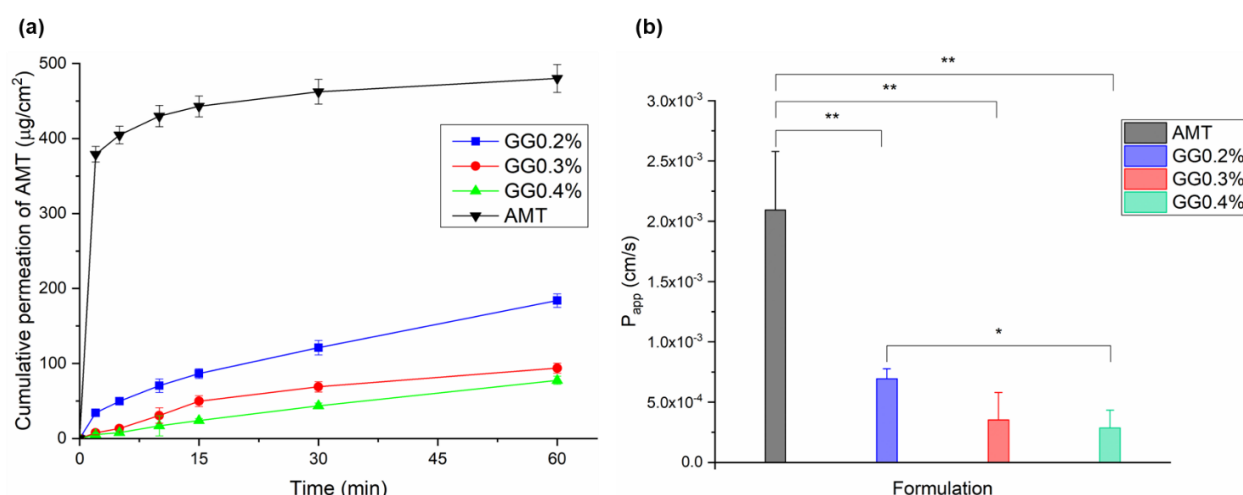 (a)
Cumulative permeation of AMT (µg/cm²)
500
400
300
200
100
0
0
15
30
45
60
Time (min)
GG0.2%
GG0.3%
GG0.4%
AMT
(b)
P_app (cm/s)
3.0x10⁻³
2.5x10⁻³
2.0x10⁻³
1.5x10⁻³
1.0x10⁻³
5.0x10⁻⁴
0.0
**
**
**
*
Formulation
AMT
GG0.2%
GG0.3%
GG0.4%